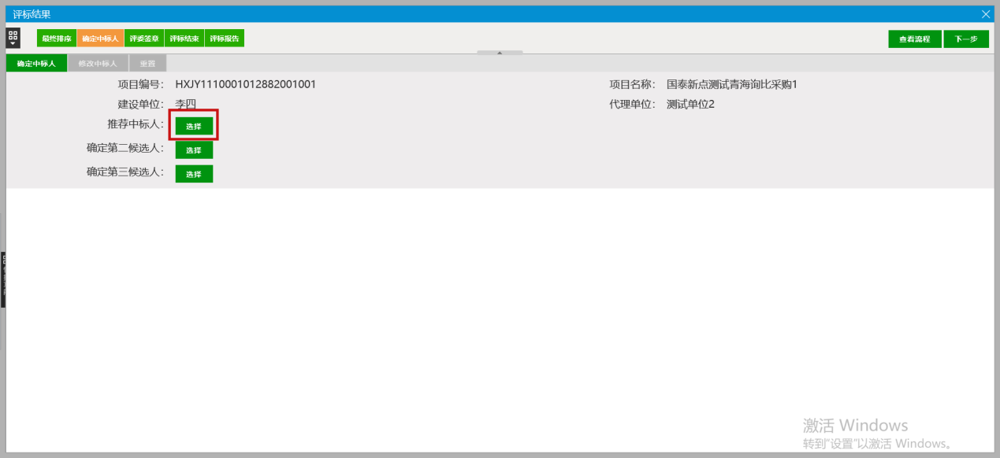 评标结果
最终排序 确定中标人 评委签章 评标结束 评标报告 查看流程 下一步
确定中标人 修改中标人 重置
项目编号： HXJY1110001012882001001 项目名称： 国泰新点测试青海询比采购1
建设单位： 李四 代理单位： 测试单位2
推荐中标人： 选择
确定第二候选人： 选择
确定第三候选人： 选择
激活 Windows
转到"设置"以激活 Windows。